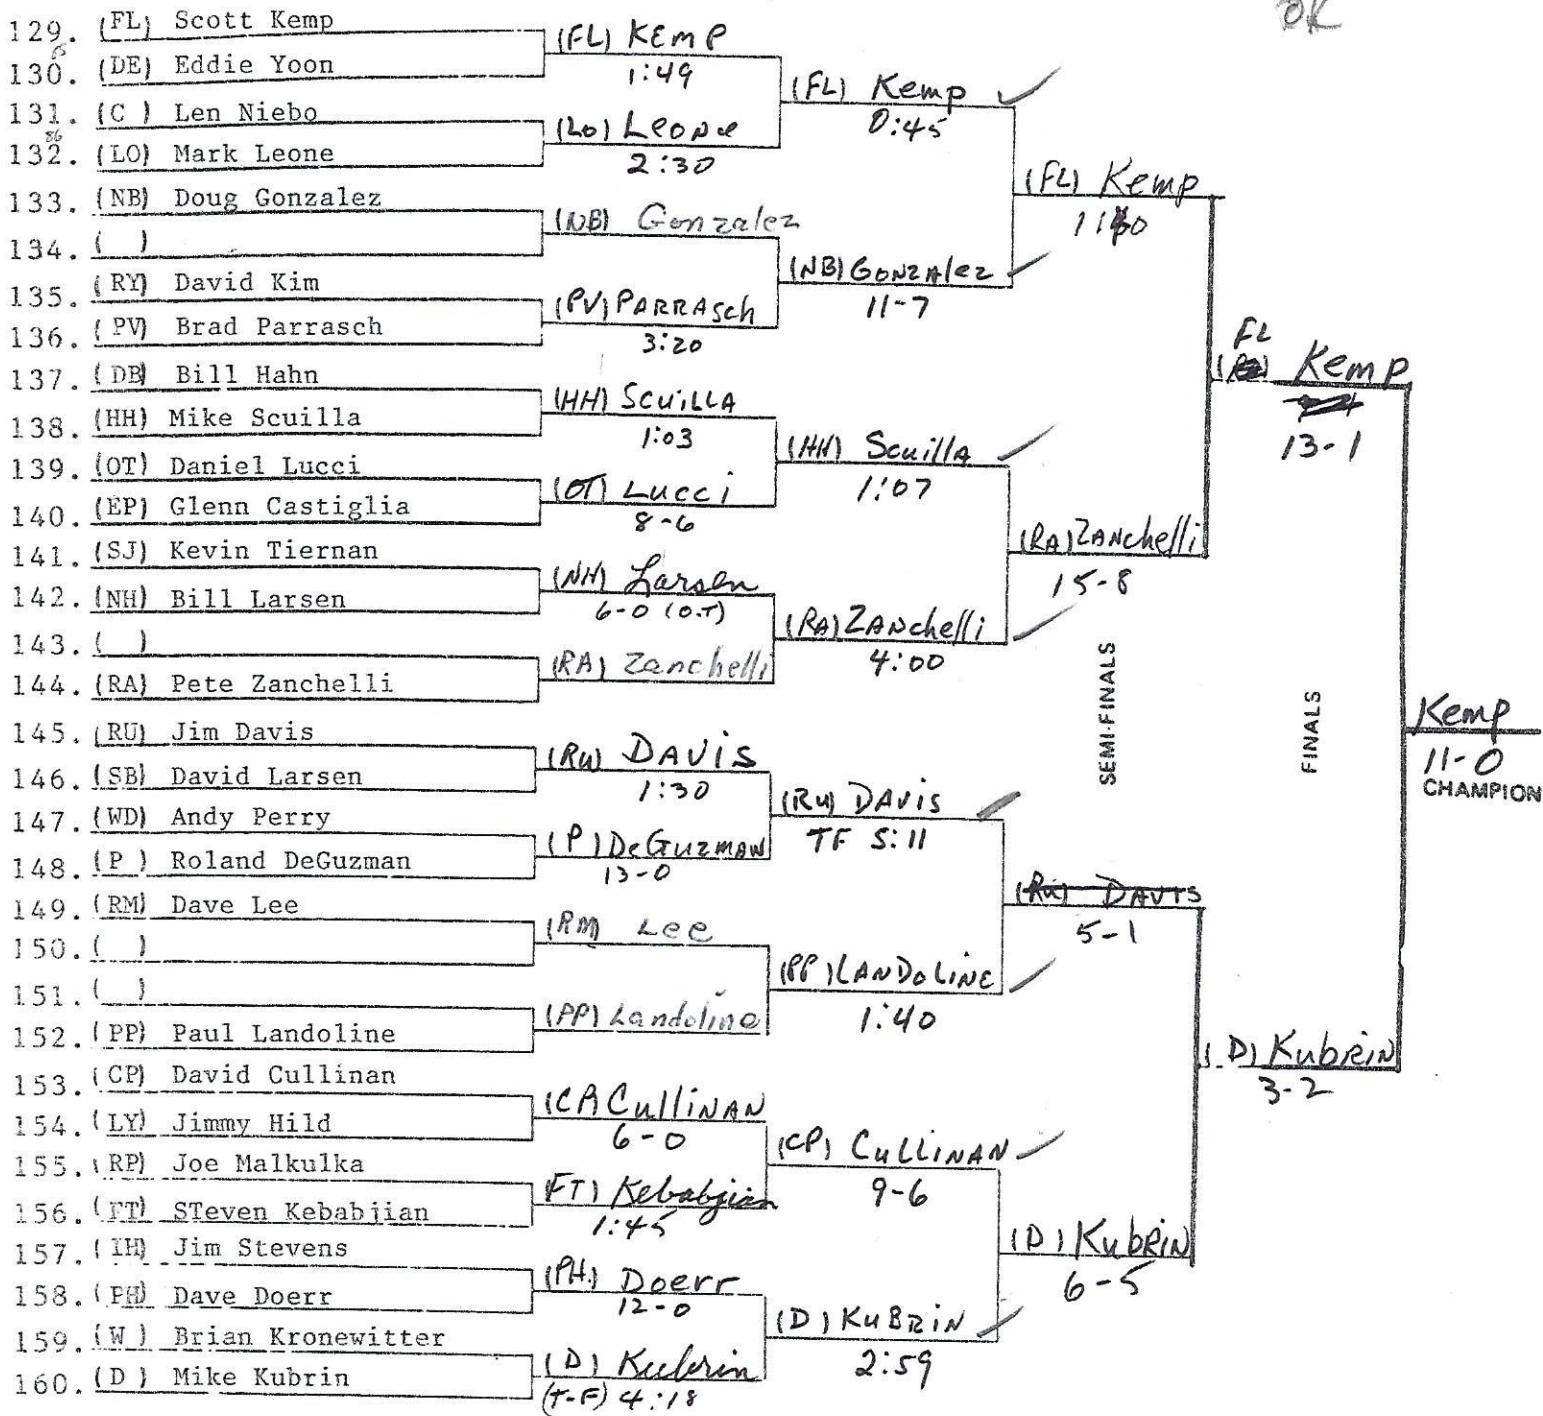 OK
129. (FL) Scott Kemp
130. (DE) Eddie Yoon
131. (C ) Len Niebo
132. (LO) Mark Leone
133. (NB) Doug Gonzalez
134. ( )
135. (RY) David Kim
136. (PV) Brad Parrasch
137. (DB) Bill Hahn
138. (HH) Mike Scuilla
139. (OT) Daniel Lucci
140. (EP) Glenn Castiglia
141. (SJ) Kevin Tiernan
142. (NH) Bill Larsen
143. ( )
144. (RA) Pete Zanchelli
145. (RU) Jim Davis
146. (SB) David Larsen
147. (WD) Andy Perry
148. (P ) Roland DeGuzman
149. (RM) Dave Lee
150. ( )
151. ( )
152. (PP) Paul Landoline
153. (CP) David Cullinan
154. (LY) Jimmy Hild
155. (RP) Joe Malkulka
156. (FT) STeven Kebabjian
157. (IH) Jim Stevens
158. (PH) Dave Doerr
159. (W ) Brian Kronewitter
160. (D ) Mike Kubrin
(FL) KEMP
1:49
(LO) Leone
2:30
(NB) Gonzalez
(PV) PARRASch
3:20
(HH) SCUILLA
1:03
(OT) Lucci
8-6
(NH) Larsen
6-0 (O.T)
(RA) Zanchelli
(RU) DAVIS
1:30
(P) DeGuzman
13-0
(RM) Lee
(PP) Landoline
(CP) CulliNAN
6-0
(FT) Kebabjian
1:45
(PH) Doerr
12-0
(D) Kubrin
(T-F) 4:18
(FL) Kemp
0:45
(NB) GONZAlez
11-7
(HH) ScuillA
1:07
(RA) ZANchelli
4:00
(RU) DAVIS
TF 5:11
(PP) LANDoLINE
1:40
(CP) CuLLINAN
9-6
(D) KuBRiN
2:59
(FL) Kemp
(RA) ZANchelli
15-8
(RU) DAVIS
5-1
(D) KubRiN
6-5
SEMI-FINALS
FL
Kemp
13-1
(D) KubRiN
3-2
FINALS
Kemp
11-0
CHAMPION